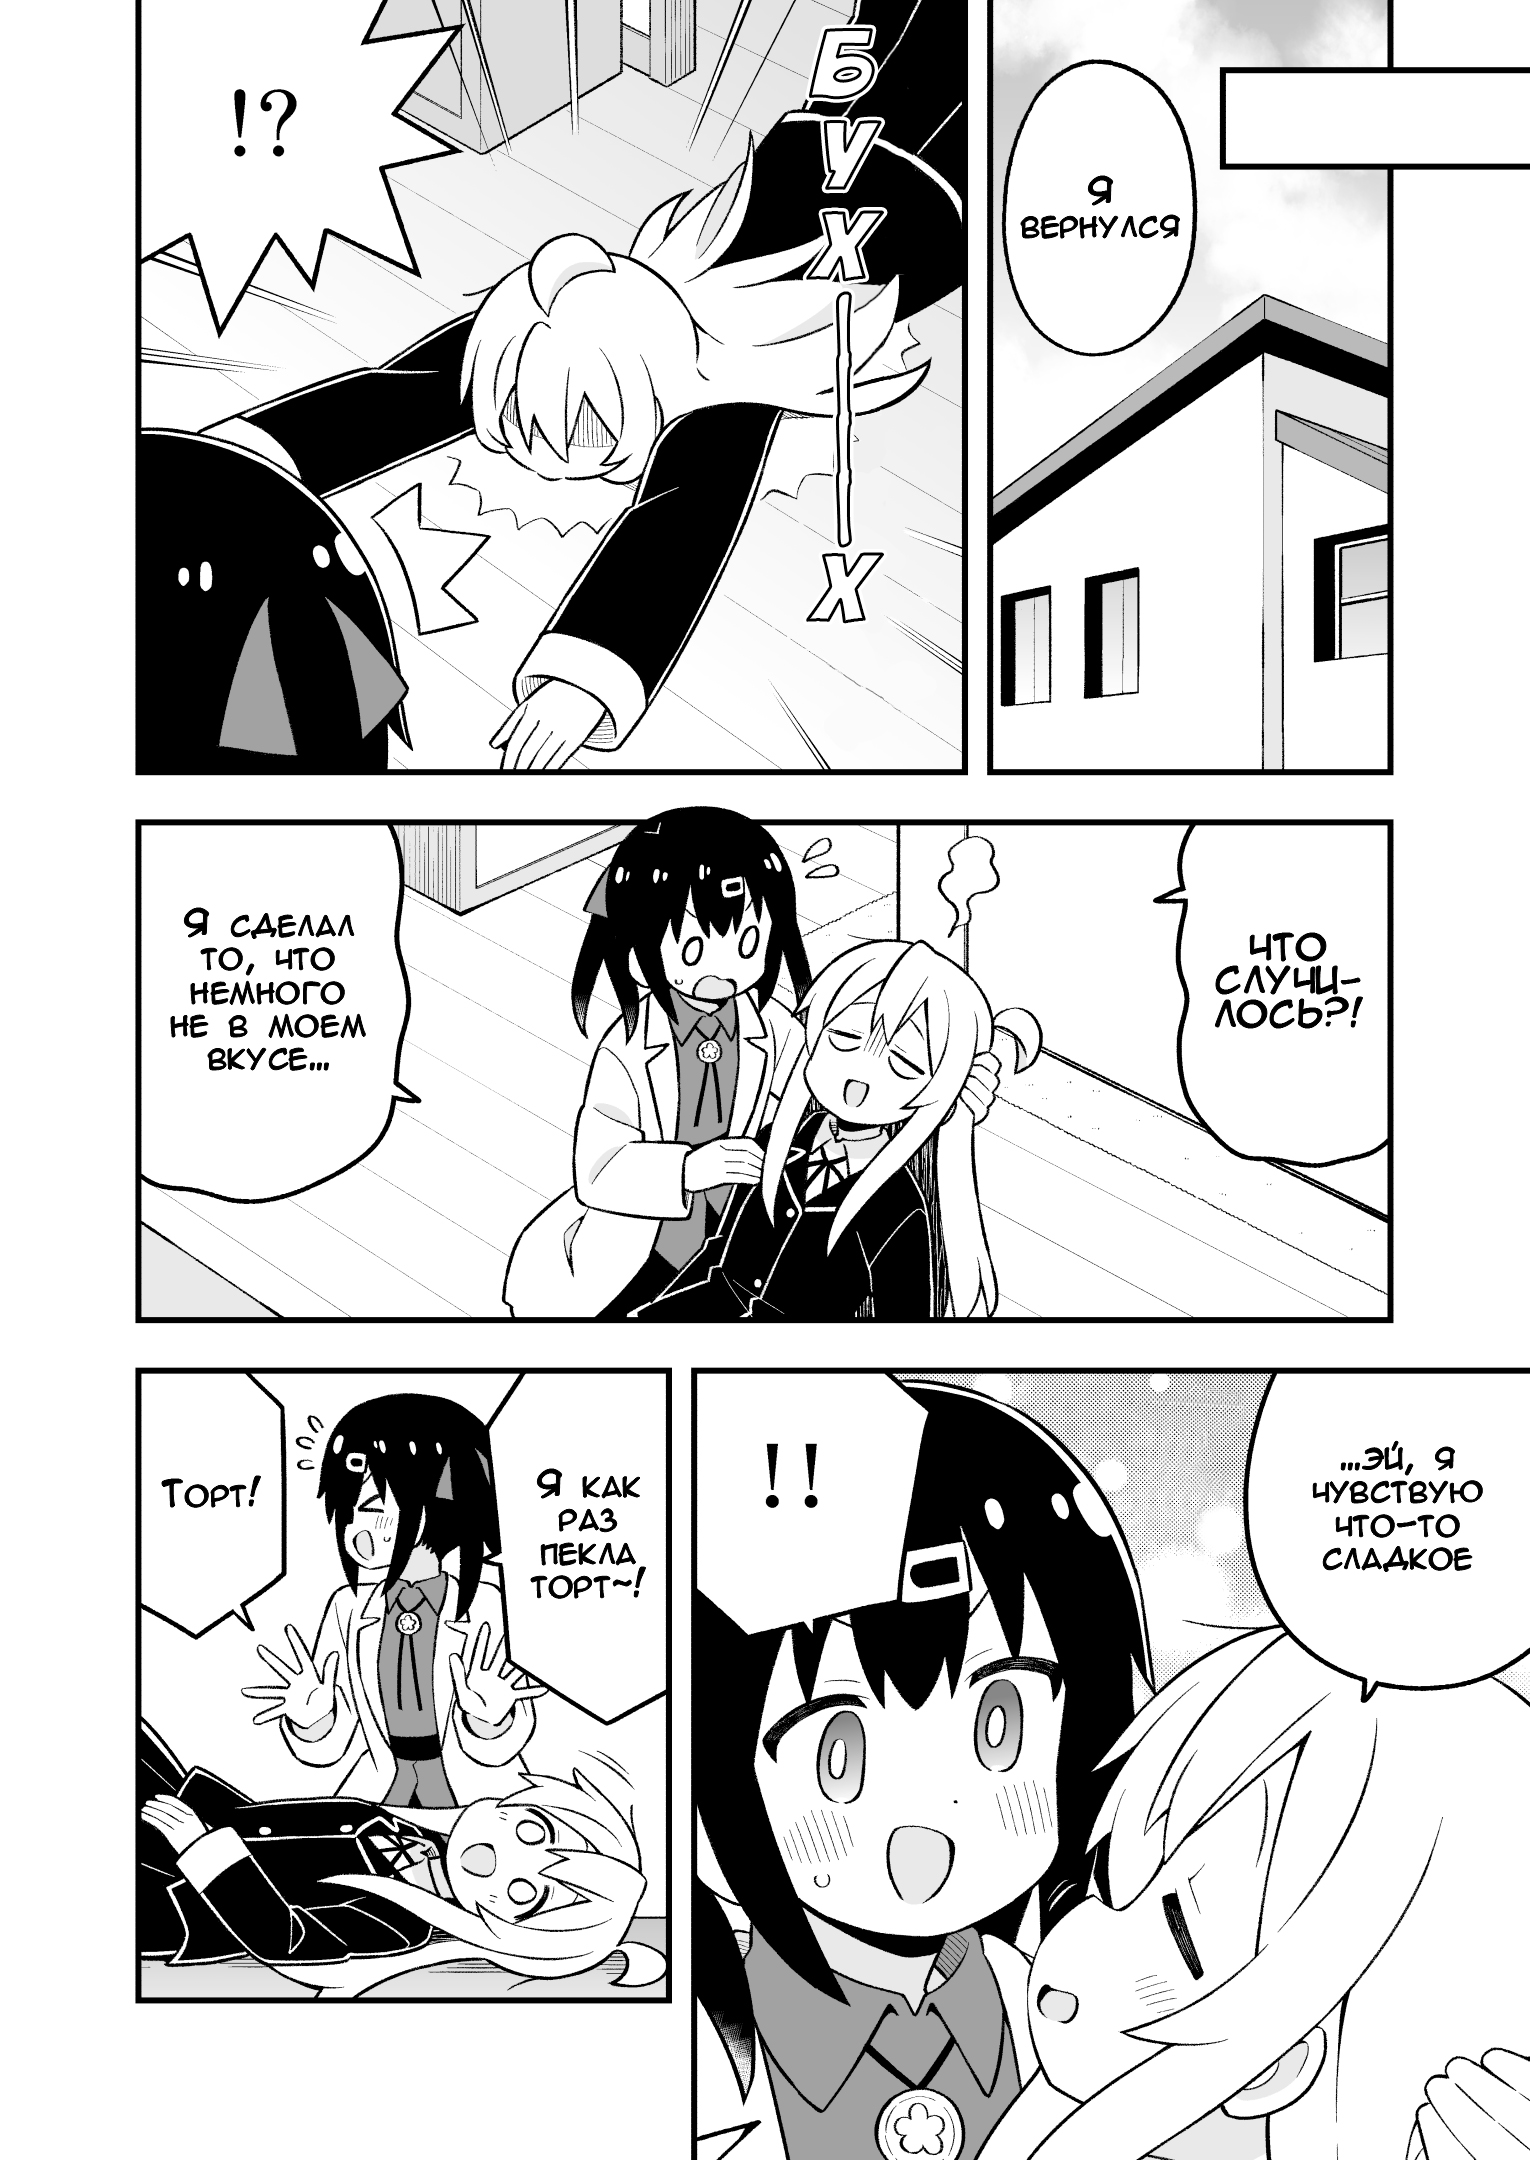 Я
ВЕРНУЛСЯ
БУХ—Х
!?
ЧТО
СЛУЧИ-
ЛОСЬ?!
Я СДЕЛАЛ
ТО, ЧТО
НЕМНОГО
НЕ В МОЕМ
ВКУСЕ...
...ЭЙ, Я
ЧУВСТВУЮ
ЧТО-ТО
СЛАДКОЕ
!!
Я КАК
РАЗ
ПЕКЛА
ТОРТ~!
ТОРТ!